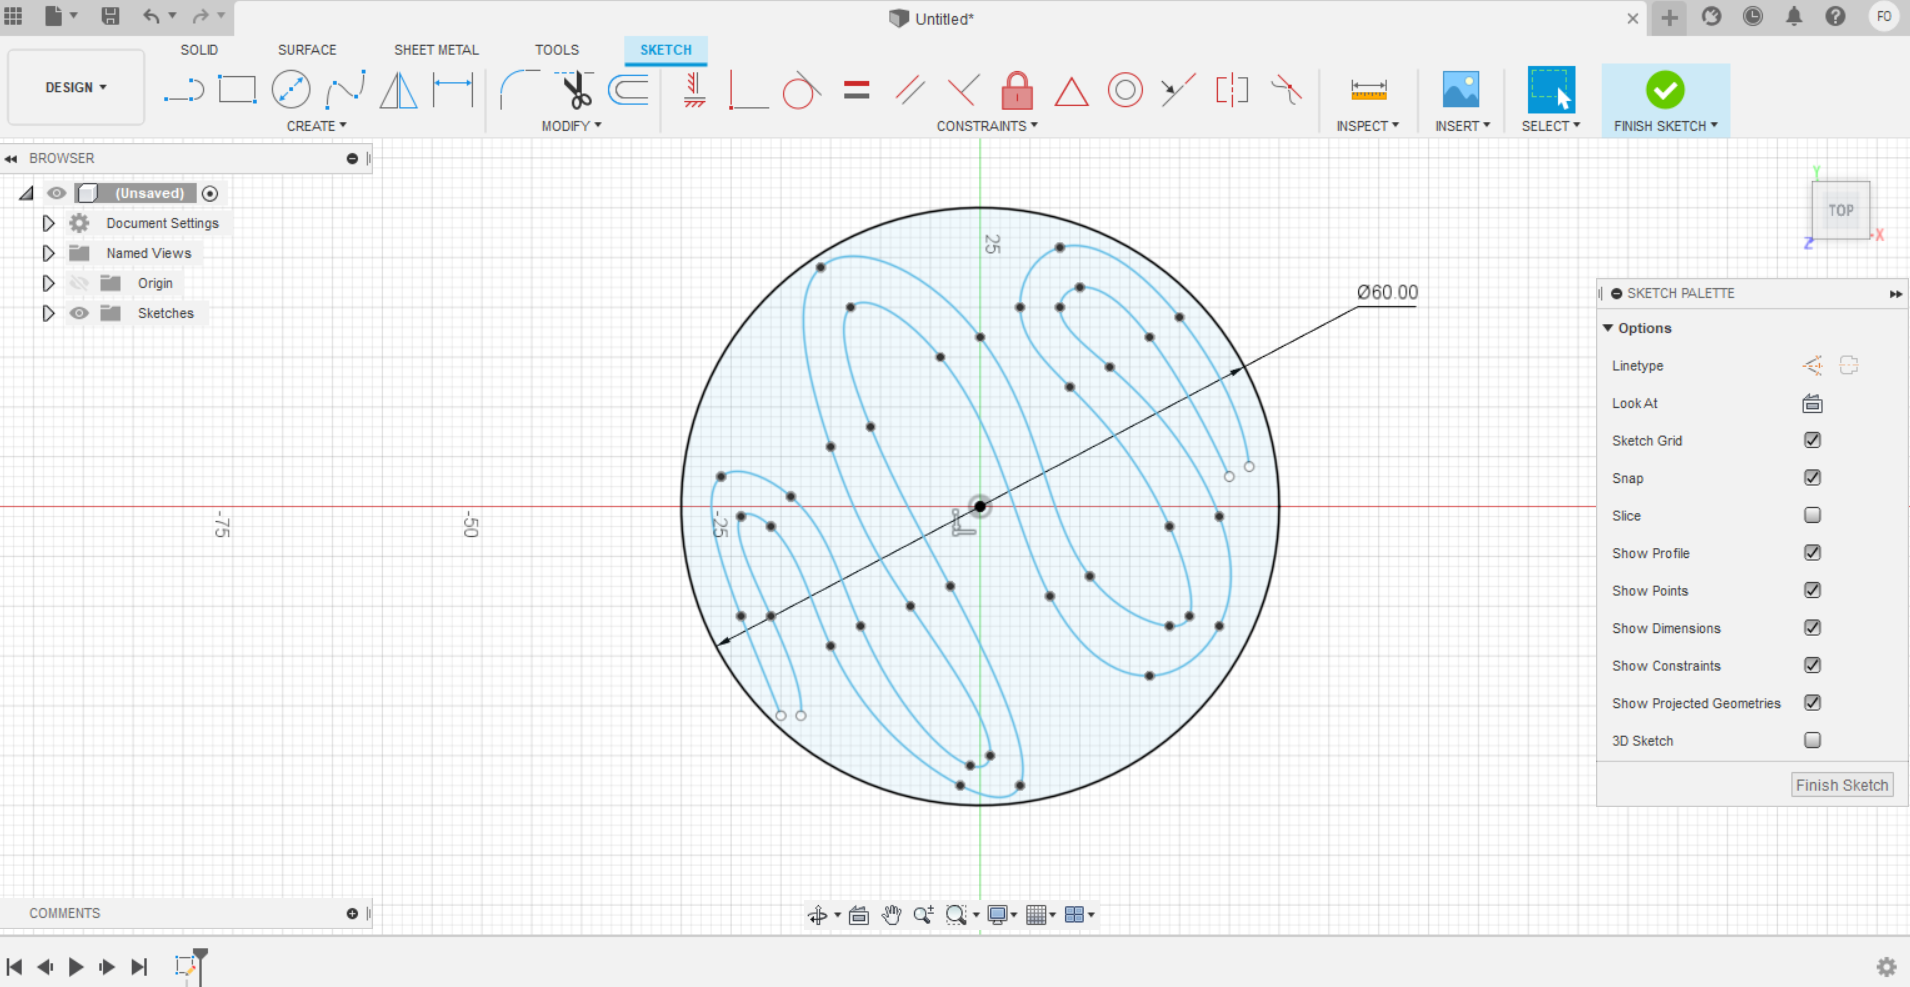 Untitled*
FO
SOLID
SURFACE
SHEET METAL
TOOLS
SKETCH
DESIGN
CREATE
MODIFY
CONSTRAINTS
INSPECT
INSERT
SELECT
FINISH SKETCH
BROWSER
(Unsaved)
Document Settings
Named Views
Origin
Sketches
25
Ø60.00
-75
-50
-25
Y
TOP
X
Z
SKETCH PALETTE
Options
Linetype
Look At
Sketch Grid
Snap
Slice
Show Profile
Show Points
Show Dimensions
Show Constraints
Show Projected Geometries
3D Sketch
Finish Sketch
COMMENTS